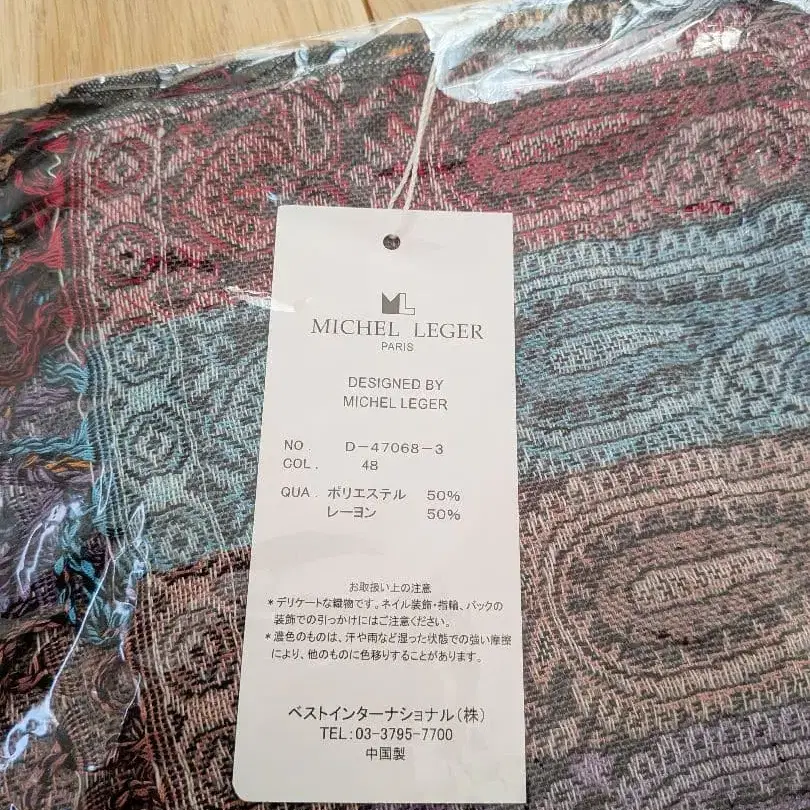 ML
MICHEL LEGER
PARIS
DESIGNED BY
MICHEL LEGER
NO D-47068-3
COL. 48
QUA. ポリエステル 50%
レーヨン 50%
お取扱い上の注意
*デリケートな織物です。ネイル装飾・指輪、バックの
装飾での引っかけにはご注意ください。
*濃色のものは、汗や雨など湿った状態での強い摩擦
により、他のものに色移りすることがあります。
ベストインターナショナル(株)
TEL:03-3795-7700
中国製